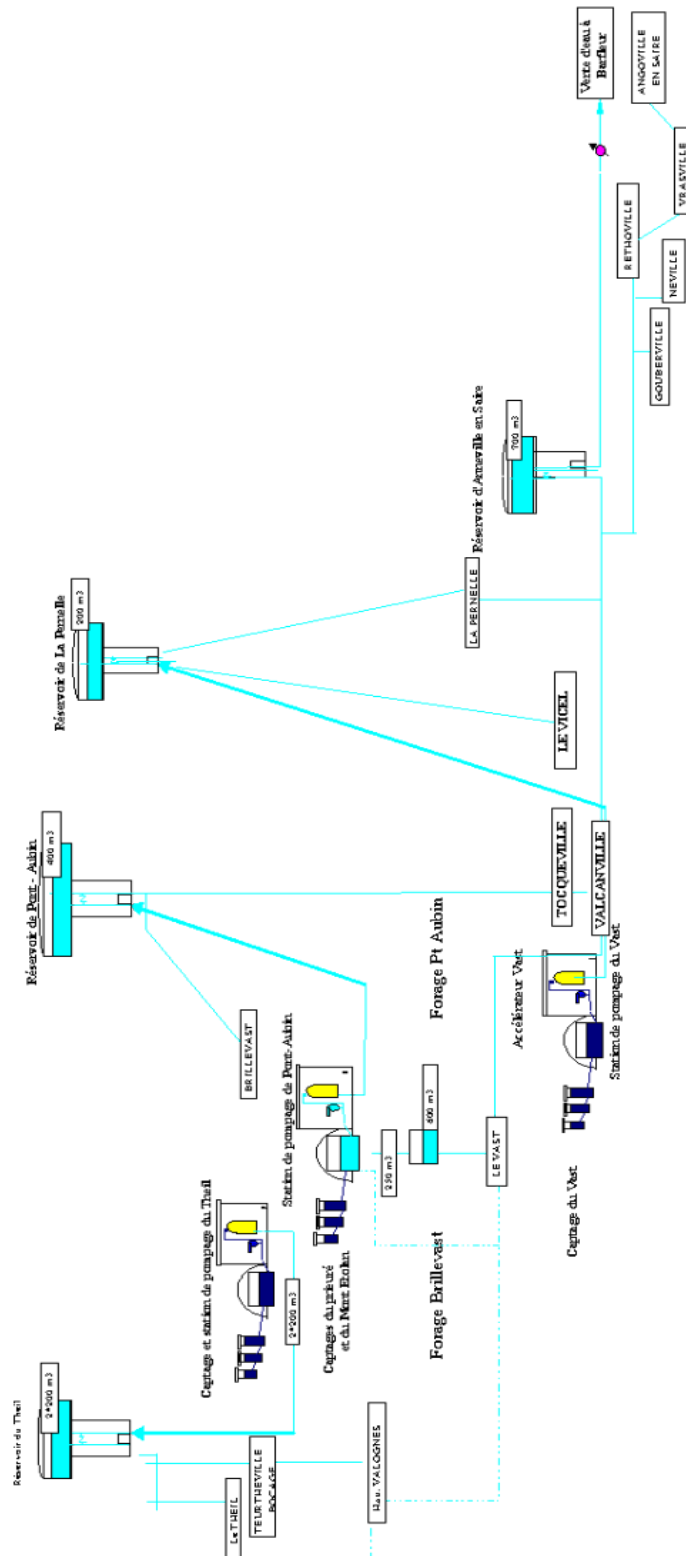 Réservoir du Theil
2*200 m3
Le THEIL
TEURTHEVILLE
BOCAGE
Hau. VALOGNES
Captage et station de pompage du Theil
2*200 m3
Captages du prieuré
et du Mont Etolan
Station de pompage de Pont-Aubin
250 m3
400 m3
Forage Brillevast
LE VAST
BRILLEVAST
Réservoir de Pont - Aubin
400 m3
Forage Pt Aubin
Captage du Vast
Accélérateur Vast
Station de pompage du Vast
TOCQUEVILLE
VALCANVILLE
Réservoir de La Pernelle
200 m3
LE VICEL
LA PERNELLE
Réservoir d'Anneville en Saire
700 m3
GOUBERVILLE
NEVILLE
RETHOVILLE
VRASVILLE
ANGOVILLE
EN SAIRE
Vente d'eau à
Barfleur